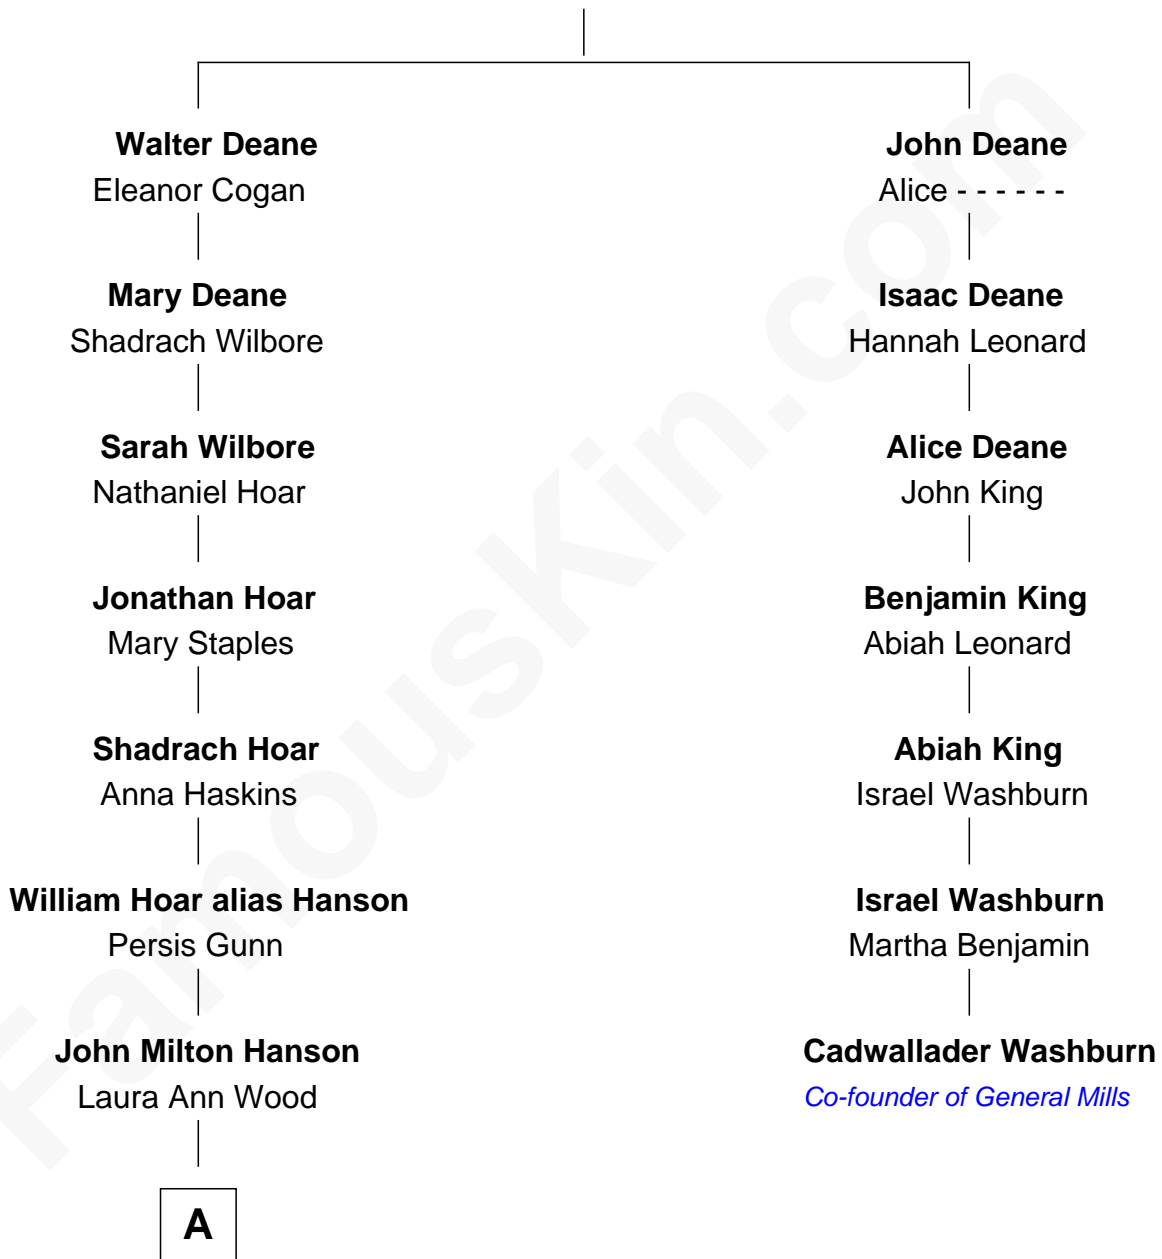 Walter Deane
Eleanor Cogan
Mary Deane
Shadrach Wilbore
Sarah Wilbore
Nathaniel Hoar
Jonathan Hoar
Mary Staples
Shadrach Hoar
Anna Haskins
William Hoar alias Hanson
Persis Gunn
John Milton Hanson
Laura Ann Wood
A
John Deane
Alice - - - - - -
Isaac Deane
Hannah Leonard
Alice Deane
John King
Benjamin King
Abiah Leonard
Abiah King
Israel Washburn
Israel Washburn
Martha Benjamin
Cadwallader Washburn
Co-founder of General Mills
FamousKin.com